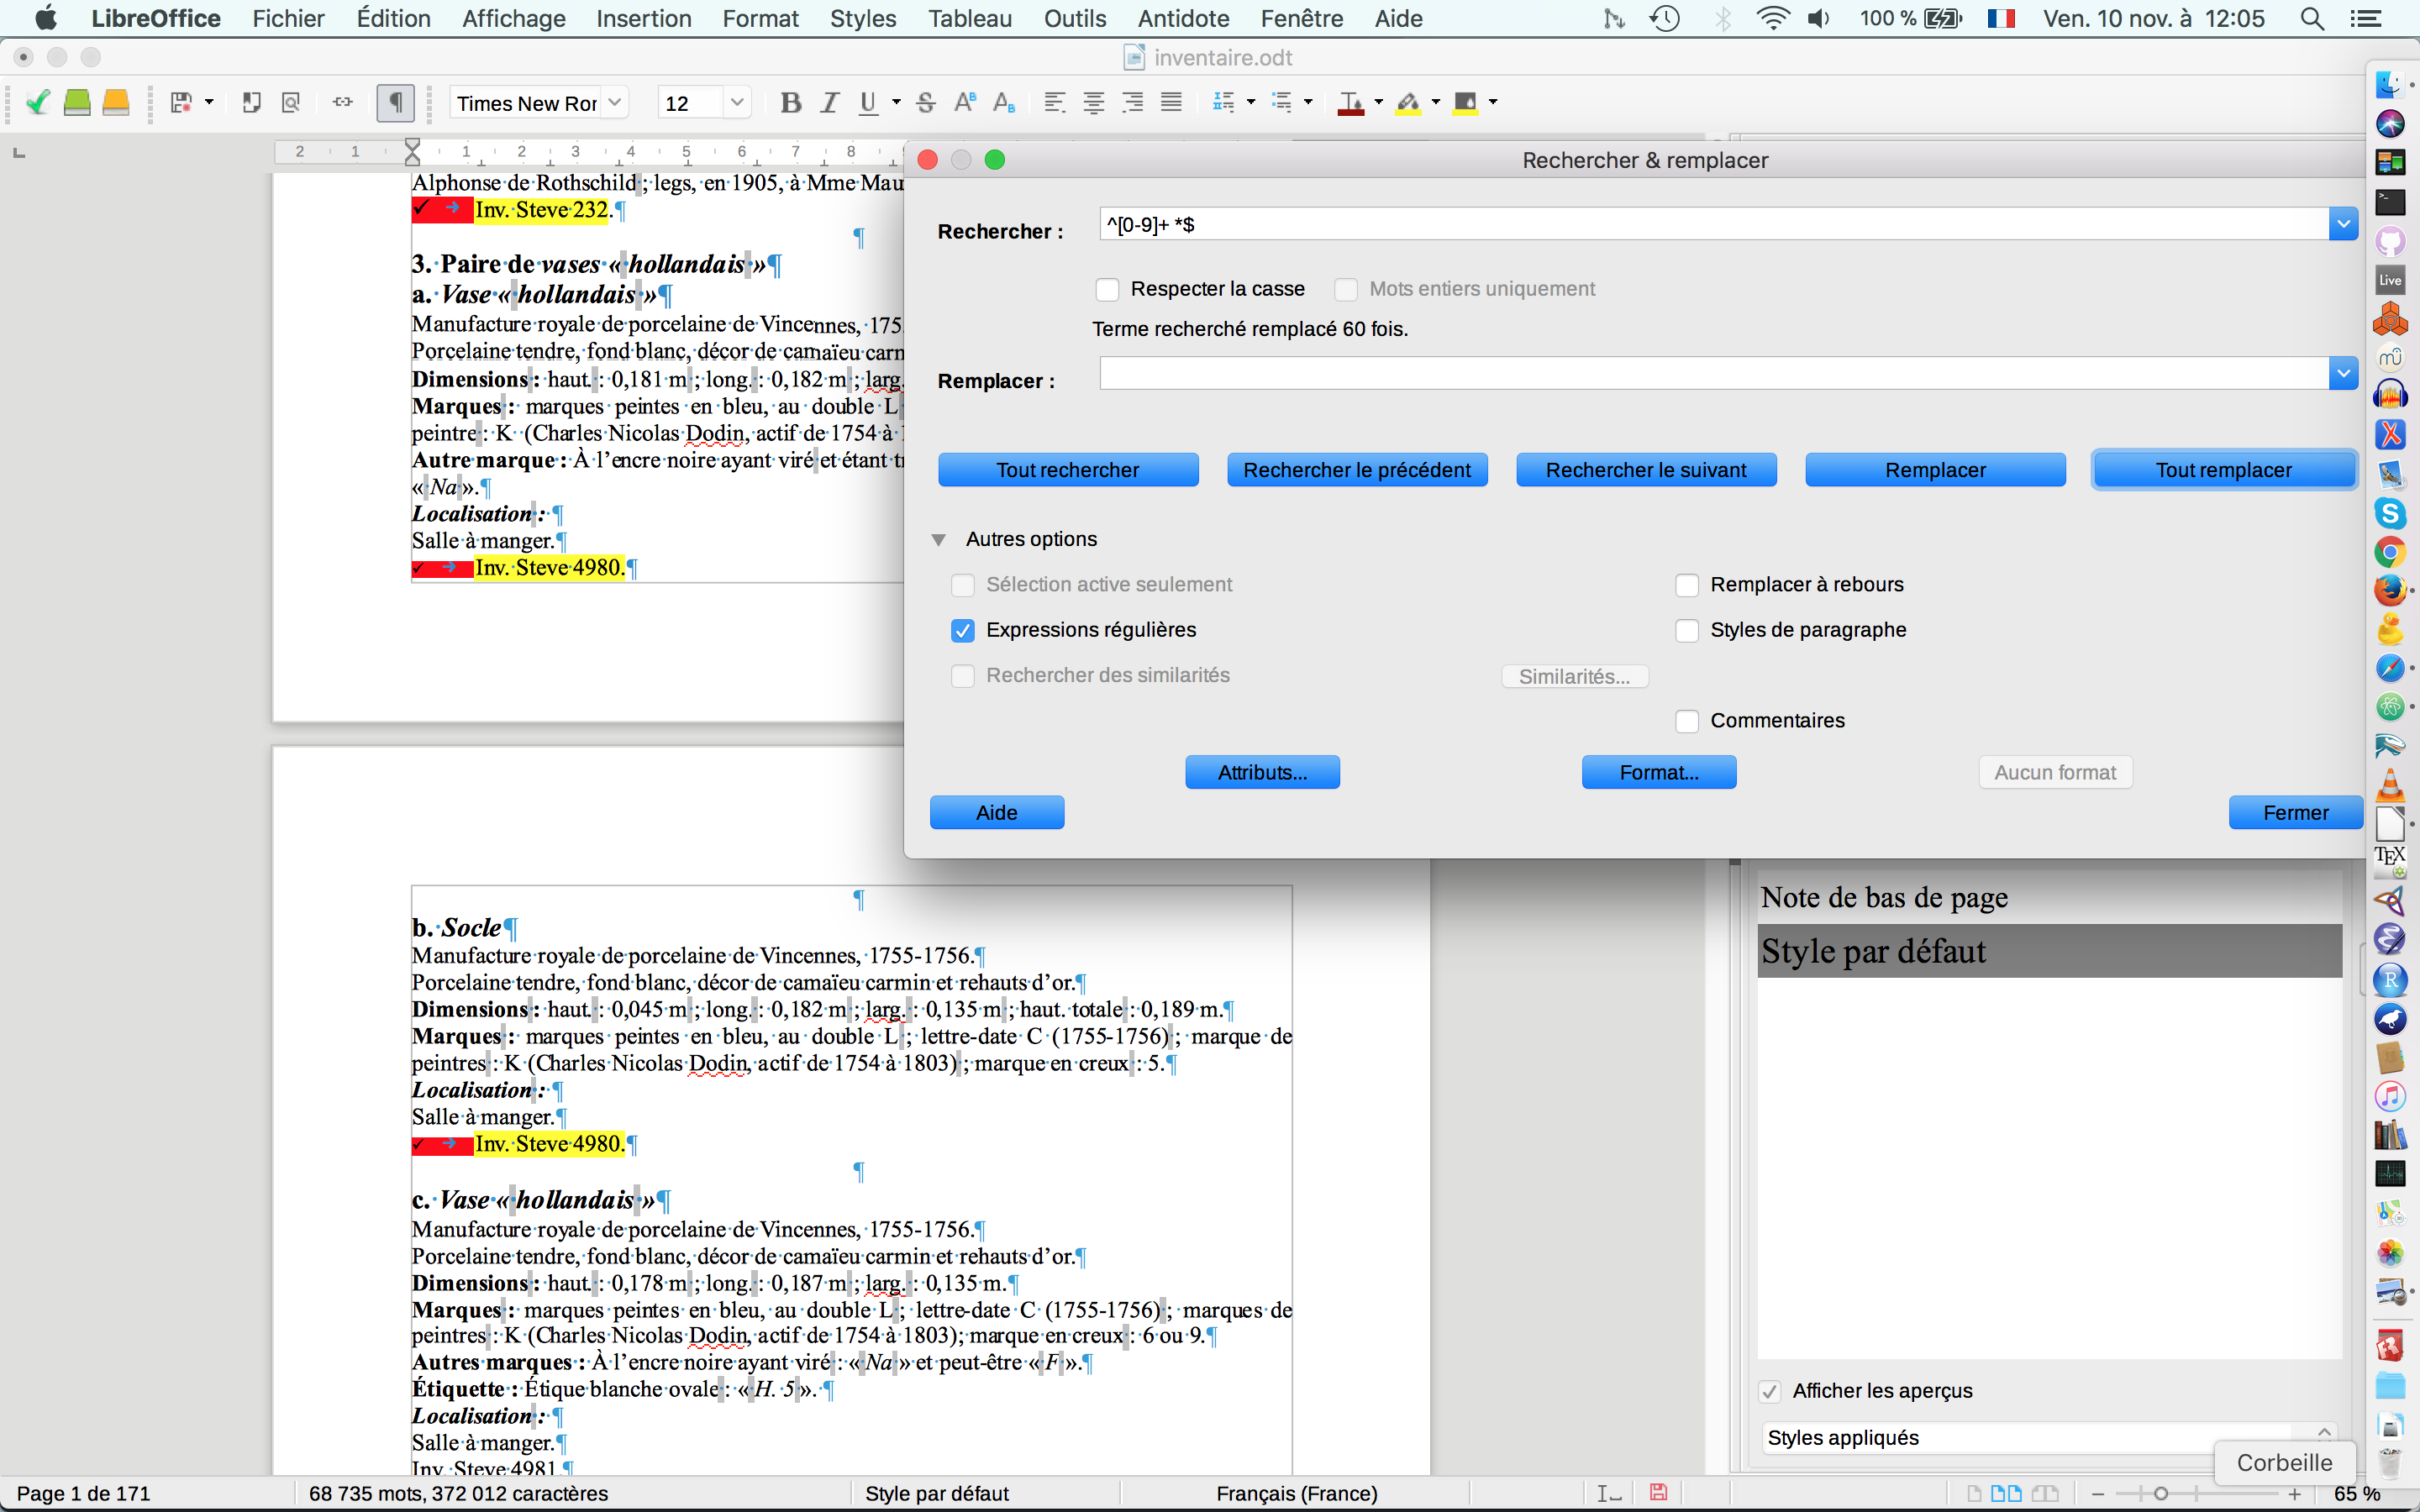 LibreOffice Fichier Édition Affichage Insertion Format Styles Tableau Outils Antidote Fenêtre Aide 100 % Ven. 10 nov. à 12:05
inventaire.odt
Times New Ror 12
2 1 1 2 3 4 5 6 7 8
Alphonse de Rothschild ; legs, en 1905, à Mme Mau
✓ → Inv. Steve 232.¶
¶
3. Paire de vases « hollandais »¶
a. Vase « hollandais »¶
Manufacture royale de porcelaine de Vincennes, 175
Porcelaine tendre, fond blanc, décor de camaïeu carn
Dimensions : haut. : 0,181 m ; long. : 0,182 m ; larg.
Marques : marques peintes en bleu, au double L
peintre : K (Charles Nicolas Dodin, actif de 1754 à
Autre marque : À l’encre noire ayant viré et étant t
« Na ».¶
Localisation : ¶
Salle à manger.¶
✓ → Inv. Steve 4980.¶
¶
b. Socle¶
Manufacture royale de porcelaine de Vincennes, 1755-1756.¶
Porcelaine tendre, fond blanc, décor de camaïeu carmin et rehauts d’or.¶
Dimensions : haut. : 0,045 m ; long. : 0,182 m ; larg. : 0,135 m ; haut. totale : 0,189 m.¶
Marques : marques peintes en bleu, au double L ; lettre-date C (1755-1756) ; marque de
peintres : K (Charles Nicolas Dodin, actif de 1754 à 1803) ; marque en creux : 5.¶
Localisation : ¶
Salle à manger.¶
✓ → Inv. Steve 4980.¶
¶
c. Vase « hollandais »¶
Manufacture royale de porcelaine de Vincennes, 1755-1756.¶
Porcelaine tendre, fond blanc, décor de camaïeu carmin et rehauts d’or.¶
Dimensions : haut. : 0,178 m ; long. : 0,187 m ; larg. : 0,135 m.¶
Marques : marques peintes en bleu, au double L ; lettre-date C (1755-1756) ; marques de
peintres : K (Charles Nicolas Dodin, actif de 1754 à 1803); marque en creux : 6 ou 9.¶
Autres marques : À l’encre noire ayant viré : « Na » et peut-être « F ».¶
Étiquette : Étique blanche ovale : « H. 5 ». ¶
Localisation : ¶
Salle à manger.¶
Inv. Steve 4981.¶
Rechercher & remplacer
Rechercher : ^[0-9]+ *$
Respecter la casse Mots entiers uniquement
Terme recherché remplacé 60 fois.
Remplacer :
Tout rechercher Rechercher le précédent Rechercher le suivant Remplacer Tout remplacer
Autres options
Sélection active seulement Remplacer à rebours
Expressions régulières Styles de paragraphe
Rechercher des similarités Similarités...
Commentaires
Attributs... Format... Aucun format
Aide Fermer
Note de bas de page
Style par défaut
Afficher les aperçus
Styles appliqués
Live
TEX
Corbeille
Page 1 de 171 68 735 mots, 372 012 caractères Style par défaut Français (France) 65 %